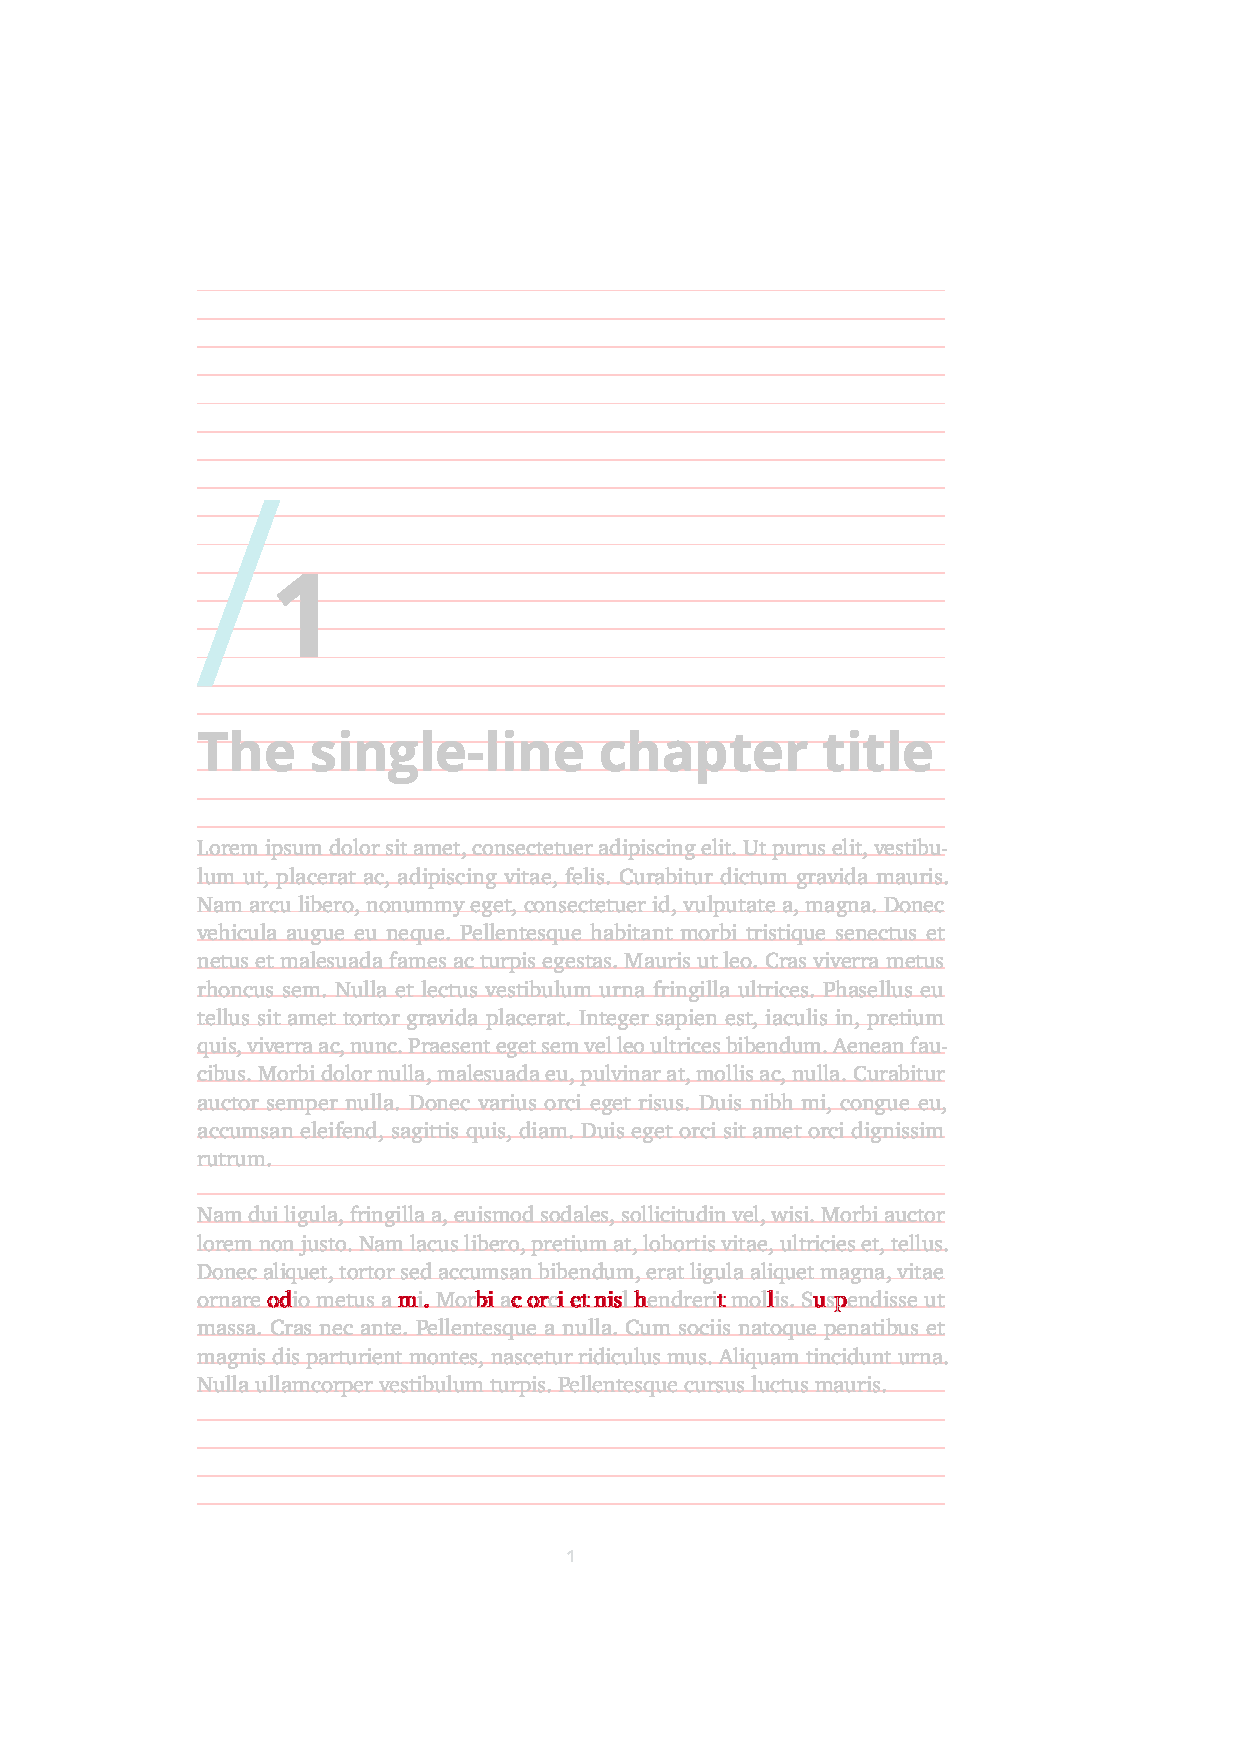 /1
The single-line chapter title
Lorem ipsum dolor sit amet, consectetuer adipiscing elit. Ut purus elit, vestibu-
lum ut, placerat ac, adipiscing vitae, felis. Curabitur dictum gravida mauris.
Nam arcu libero, nonummy eget, consectetuer id, vulputate a, magna. Donec
vehicula augue eu neque. Pellentesque habitant morbi tristique senectus et
netus et malesuada fames ac turpis egestas. Mauris ut leo. Cras viverra metus
rhoncus sem. Nulla et lectus vestibulum urna fringilla ultrices. Phasellus eu
tellus sit amet tortor gravida placerat. Integer sapien est, iaculis in, pretium
quis, viverra ac, nunc. Praesent eget sem vel leo ultrices bibendum. Aenean fau-
cibus. Morbi dolor nulla, malesuada eu, pulvinar at, mollis ac, nulla. Curabitur
auctor semper nulla. Donec varius orci eget risus. Duis nibh mi, congue eu,
accumsan eleifend, sagittis quis, diam. Duis eget orci sit amet orci dignissim
rutrum.
Nam dui ligula, fringilla a, euismod sodales, sollicitudin vel, wisi. Morbi auctor
lorem non justo. Nam lacus libero, pretium at, lobortis vitae, ultricies et, tellus.
Donec aliquet, tortor sed accumsan bibendum, erat ligula aliquet magna, vitae
ornare odio metus a mi. Morbi ac orci et nisl hendrerit mollis. Suspendisse ut
massa. Cras nec ante. Pellentesque a nulla. Cum sociis natoque penatibus et
magnis dis parturient montes, nascetur ridiculus mus. Aliquam tincidunt urna.
Nulla ullamcorper vestibulum turpis. Pellentesque cursus luctus mauris.
1